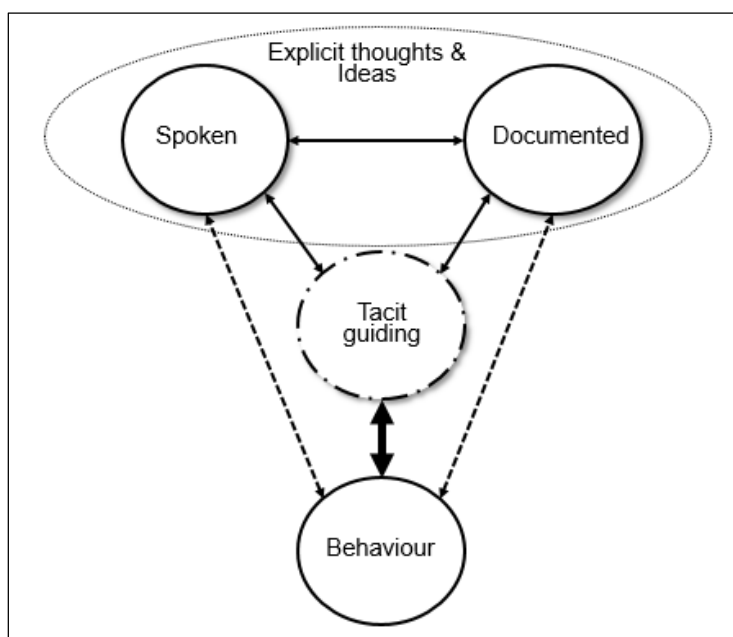 Explicit thoughts &
Ideas
Spoken
Documented
Tacit
guiding
Behaviour